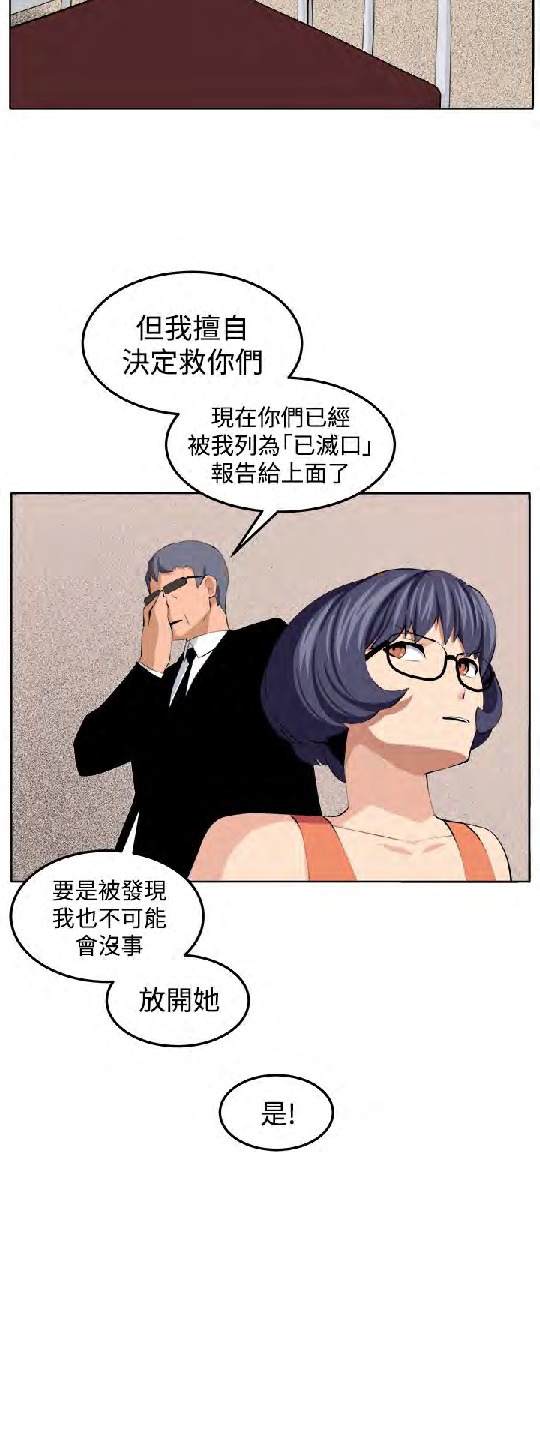 但我擅自
決定救你們
現在你們已經
被我列為「已滅口」
報告給上面了
要是被發現
我也不可能
會沒事
放開她
是!